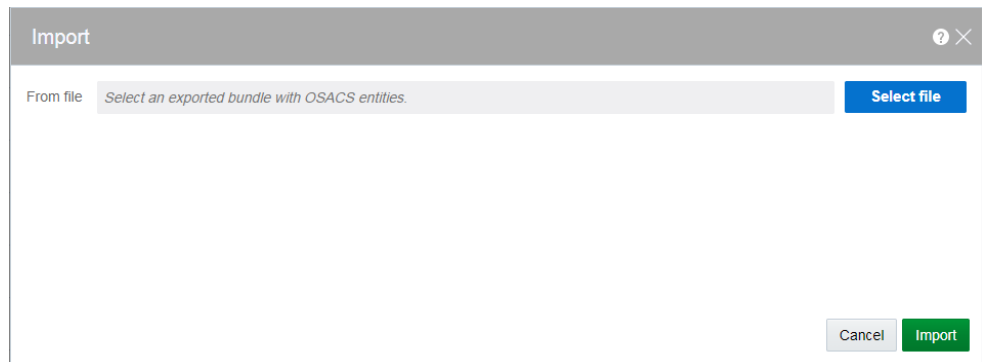 Import
?
From file Select an exported bundle with OSACS entities. Select file
Cancel Import